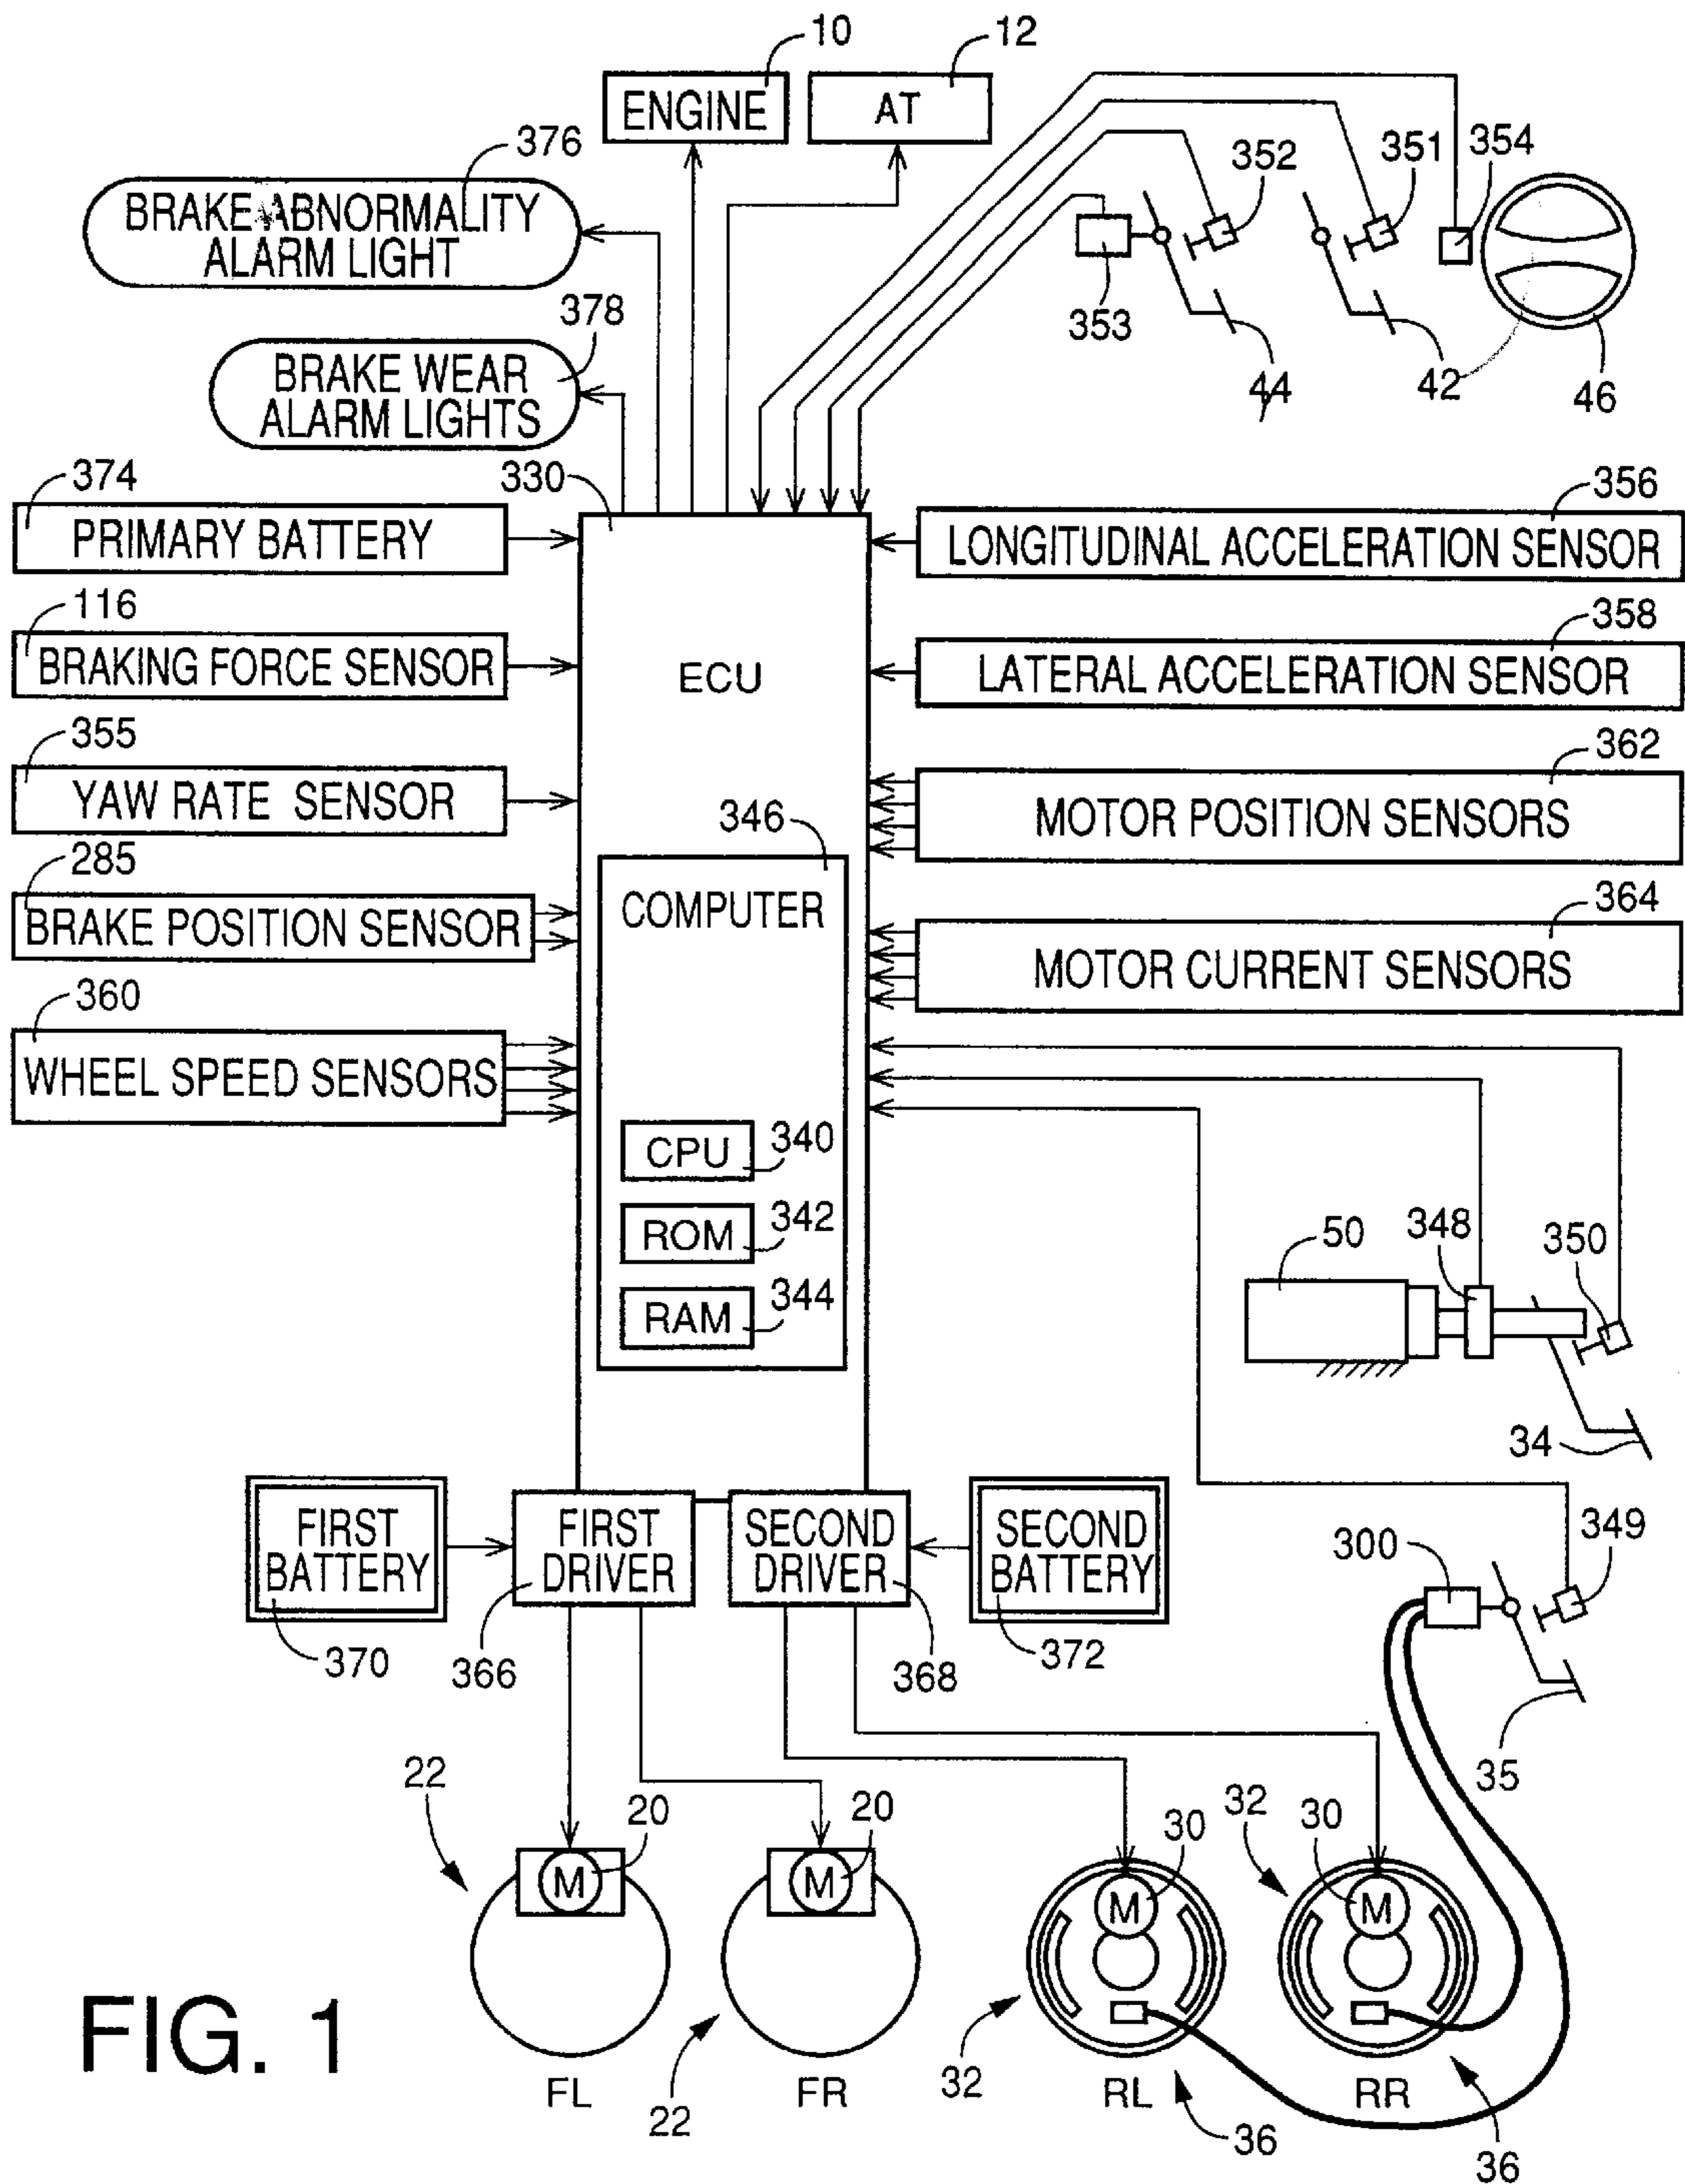 10
12
ENGINE
AT
376
352
351
354
BRAKE ABNORMALITY
ALARM LIGHT
353
378
BRAKE WEAR
ALARM LIGHTS
44
42
46
374
330
356
PRIMARY BATTERY
LONGITUDINAL ACCELERATION SENSOR
116
358
BRAKING FORCE SENSOR
ECU
LATERAL ACCELERATION SENSOR
355
362
YAW RATE SENSOR
MOTOR POSITION SENSORS
346
285
COMPUTER
364
BRAKE POSITION SENSOR
MOTOR CURRENT SENSORS
360
WHEEL SPEED SENSORS
CPU
340
ROM
342
RAM
344
50
348
350
34
FIRST
BATTERY
FIRST
DRIVER
SECOND
DRIVER
SECOND
BATTERY
300
349
370
366
368
372
35
22
20
20
30
32
30
M
M
M
M
FIG. 1
FL
22
FR
32
RL
36
RR
36